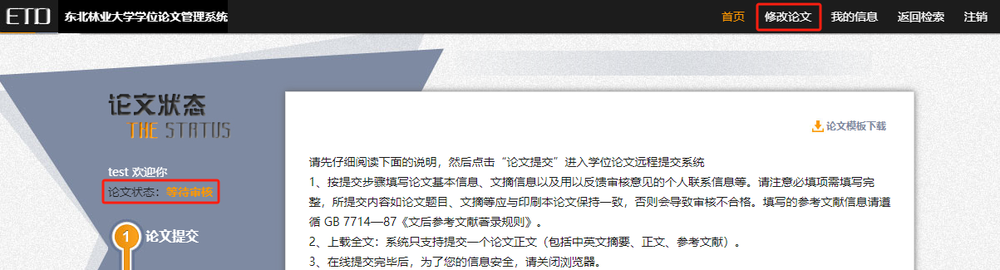 ETD 东北林业大学学位论文管理系统 首页 修改论文 我的信息 返回检索 注销
论文状态
THE STATUS
论文模板下载
test 欢迎你
论文状态：等待审核
1 论文提交
请先仔细阅读下面的说明，然后点击“论文提交”进入学位论文远程提交系统
1、按提交步骤填写论文基本信息、文摘信息以及用以反馈审核意见的个人联系信息等。请注意必填项需填写完
整，所提交内容如论文题目、文摘等应与印刷本论文保持一致，否则会导致审核不合格。填写的参考文献信息请遵
循 GB 7714—87《文后参考文献著录规则》。
2、上载全文：系统只支持提交一个论文正文（包括中英文摘要、正文、参考文献）。
3、在线提交完毕后，为了您的信息安全，请关闭浏览器。